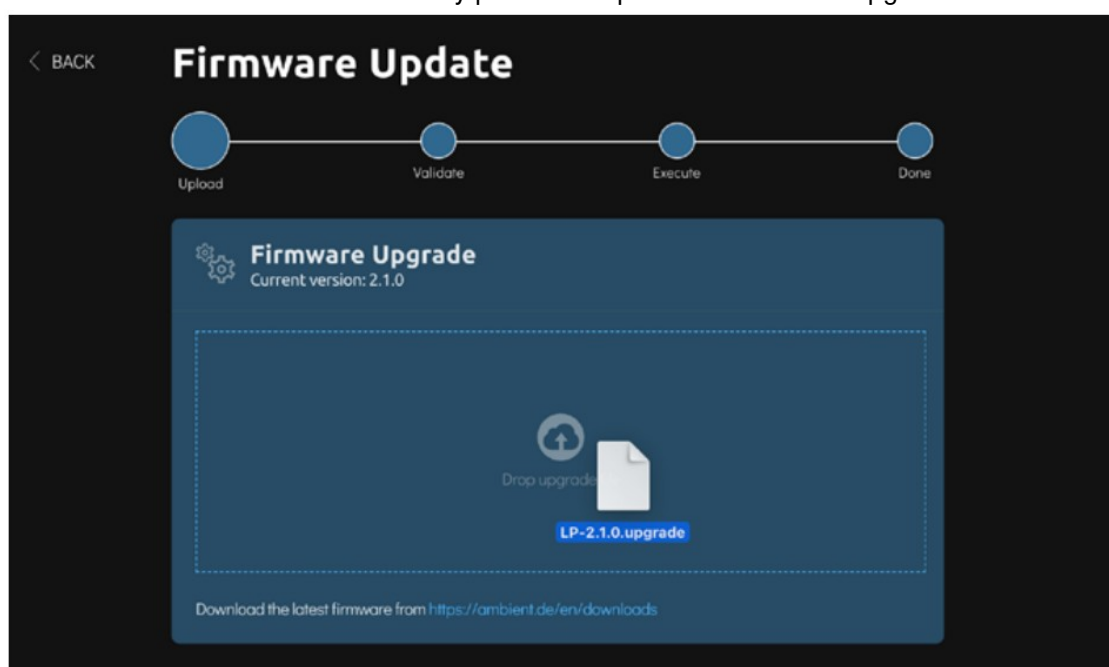 < BACK
Firmware Update
Upload
Validate
Execute
Done
Firmware Upgrade
Current version: 2.1.0
Drop upgrade
LP-2.1.0.upgrade
Download the latest firmware from https://ambient.de/en/downloads